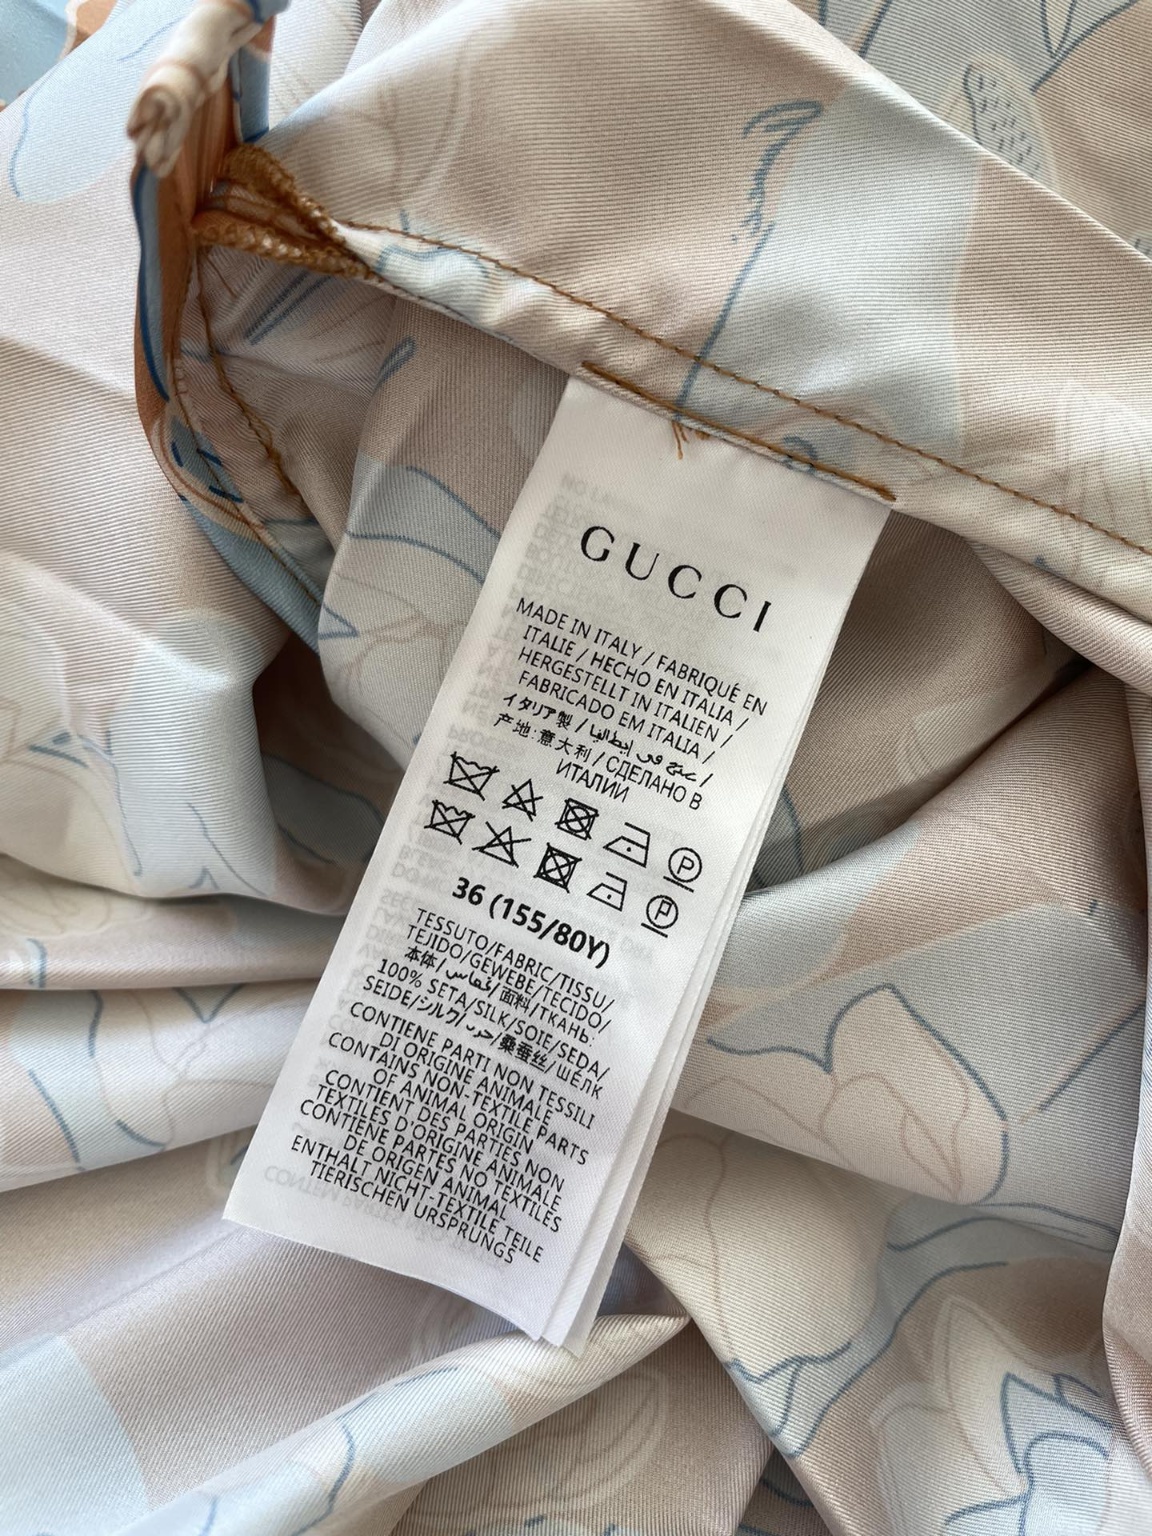 GUCCI
MADE IN ITALY / FABRIQUÉ EN
ITALIE / HECHO EN ITALIA /
HERGESTELLT IN ITALIEN /
FABRICADO EM ITALIA /
イタリア製 / صنع في إيطاليا /
产地:意大利 / СДЕЛАНО В
ИТАЛИИ
P
P
36 (155/80Y)
TESSUTO/FABRIC/TISSU/
TEJIDO/GEWEBE/TECIDO/
本体/قماش/面料/ТКАНЬ:
100% SETA/SILK/SOIE/SEDA/
SEIDE/シルク/حرير/桑蚕丝/ШЁЛК
CONTIENE PARTI NON TESSILI
DI ORIGINE ANIMALE
CONTAINS NON-TEXTILE PARTS
OF ANIMAL ORIGIN
CONTIENT DES PARTIES NON
TEXTILES D'ORIGINE ANIMALE
CONTIENE PARTES NO TEXTILES
DE ORIGEN ANIMAL
ENTHALT NICHT-TEXTILE TEILE
TIERISCHEN URSPRUNGS